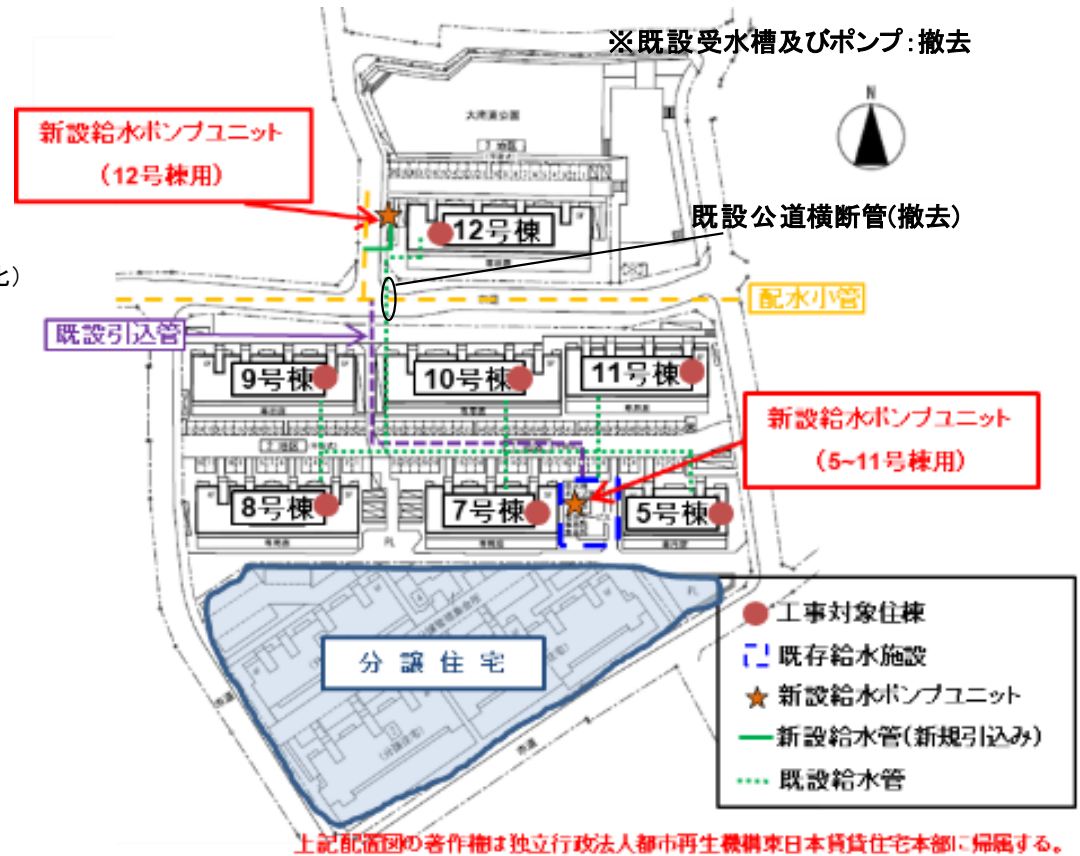 ※既設受水槽及びポンプ：撤去
新設給水ポンプユニット
（12号棟用）
N
12号棟
既設公道横断管(撤去)
配水小管
既設引込管
9号棟
10号棟
11号棟
新設給水ポンプユニット
（5~11号棟用）
8号棟
7号棟
5号棟
PL
PL
分譲住宅
市道
市道
工事対象住棟
既存給水施設
新設給水ポンプユニット
新設給水管(新規引込み)
既設給水管
上記配置図の著作権は独立行政法人都市再生機構東日本賃貸住宅本部に帰属する。